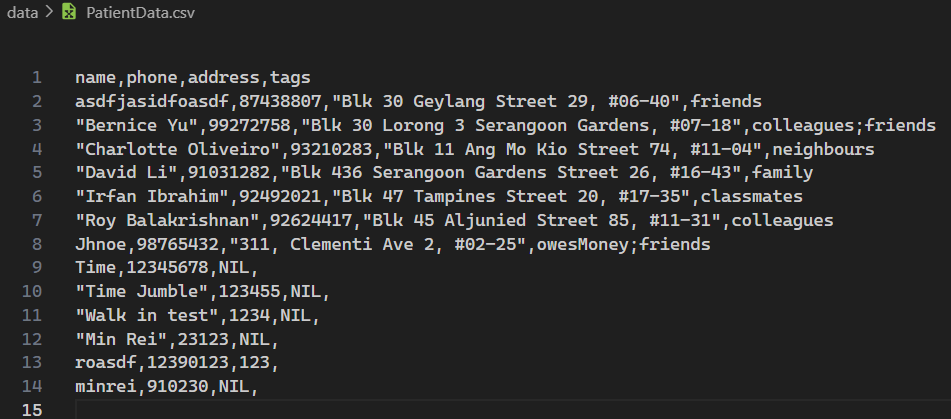 data > PatientData.csv
1 name,phone,address,tags
2 asdfjasidfoasdf,87438807,"Blk 30 Geylang Street 29, #06-40",friends
3 "Bernice Yu",99272758,"Blk 30 Lorong 3 Serangoon Gardens, #07-18",colleagues;friends
4 "Charlotte Oliveiro",93210283,"Blk 11 Ang Mo Kio Street 74, #11-04",neighbours
5 "David Li",91031282,"Blk 436 Serangoon Gardens Street 26, #16-43",family
6 "Irfan Ibrahim",92492021,"Blk 47 Tampines Street 20, #17-35",classmates
7 "Roy Balakrishnan",92624417,"Blk 45 Aljunied Street 85, #11-31",colleagues
8 Jhnoe,98765432,"311, Clementi Ave 2, #02-25",owesMoney;friends
9 Time,12345678,NIL,
10 "Time Jumble",123455,NIL,
11 "Walk in test",1234,NIL,
12 "Min Rei",23123,NIL,
13 roasdf,12390123,123,
14 minrei,910230,NIL,
15